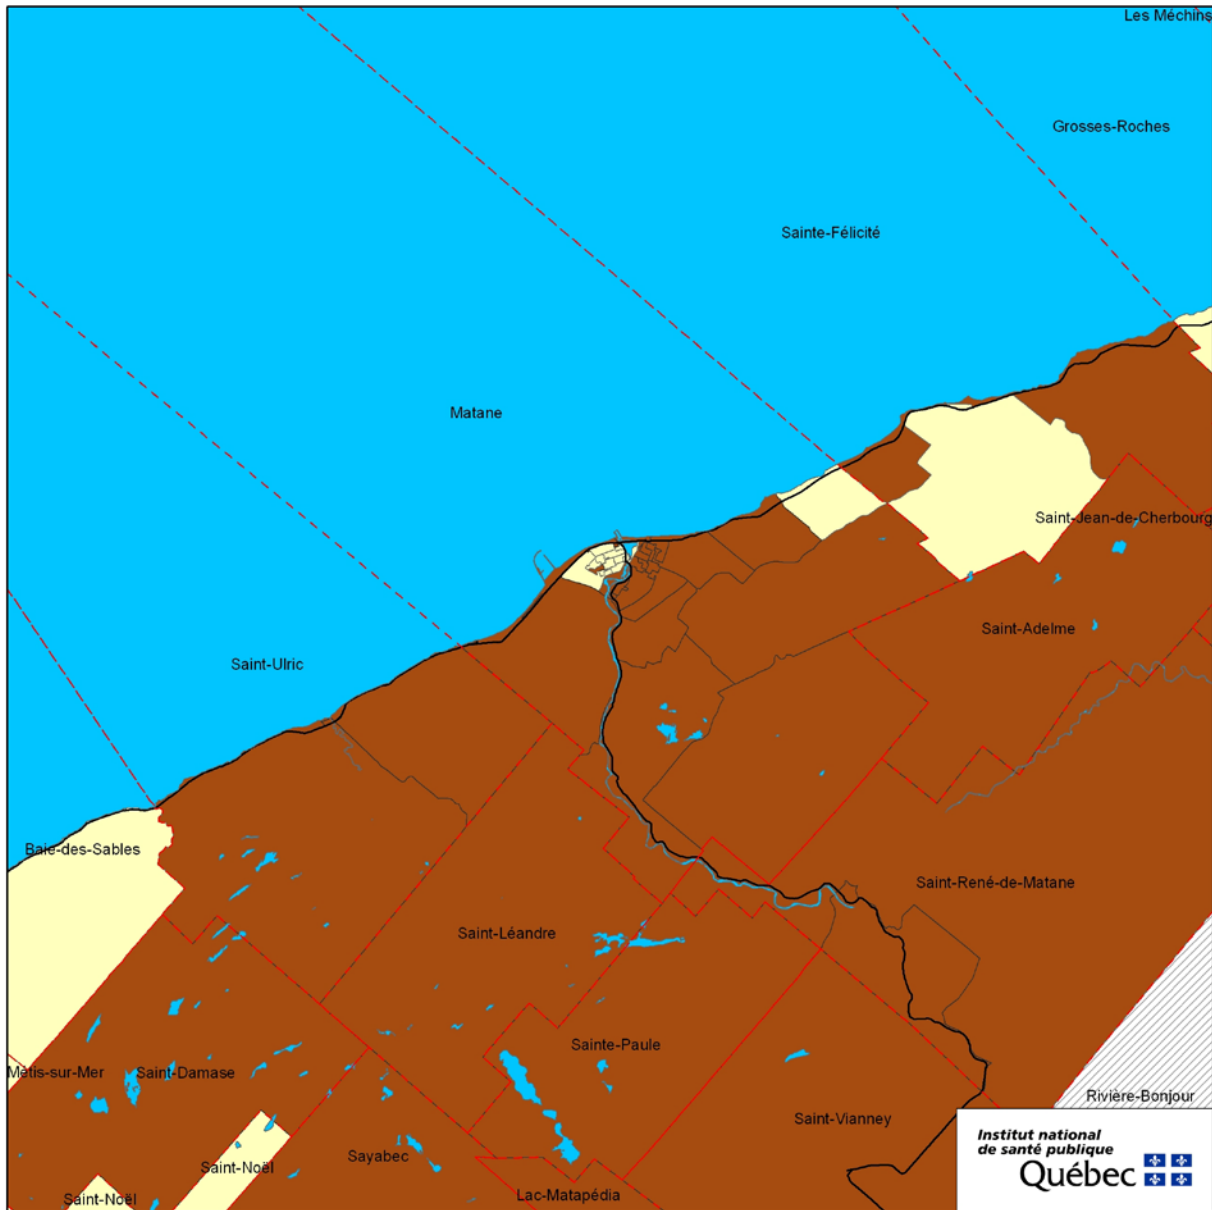 Les Méchins
Grosses-Roches
Sainte-Félicité
Matane
Saint-Jean-de-Cherbourg
Saint-Adelme
Saint-Ulric
Baie-des-Sables
Saint-René-de-Matane
Saint-Léandre
Sainte-Paule
Métis-sur-Mer
Saint-Damase
Rivière-Bonjour
Saint-Vianney
Sayabec
Saint-Noël
Lac-Matapédia
Saint-Noël
Institut national
de santé publique
Québec